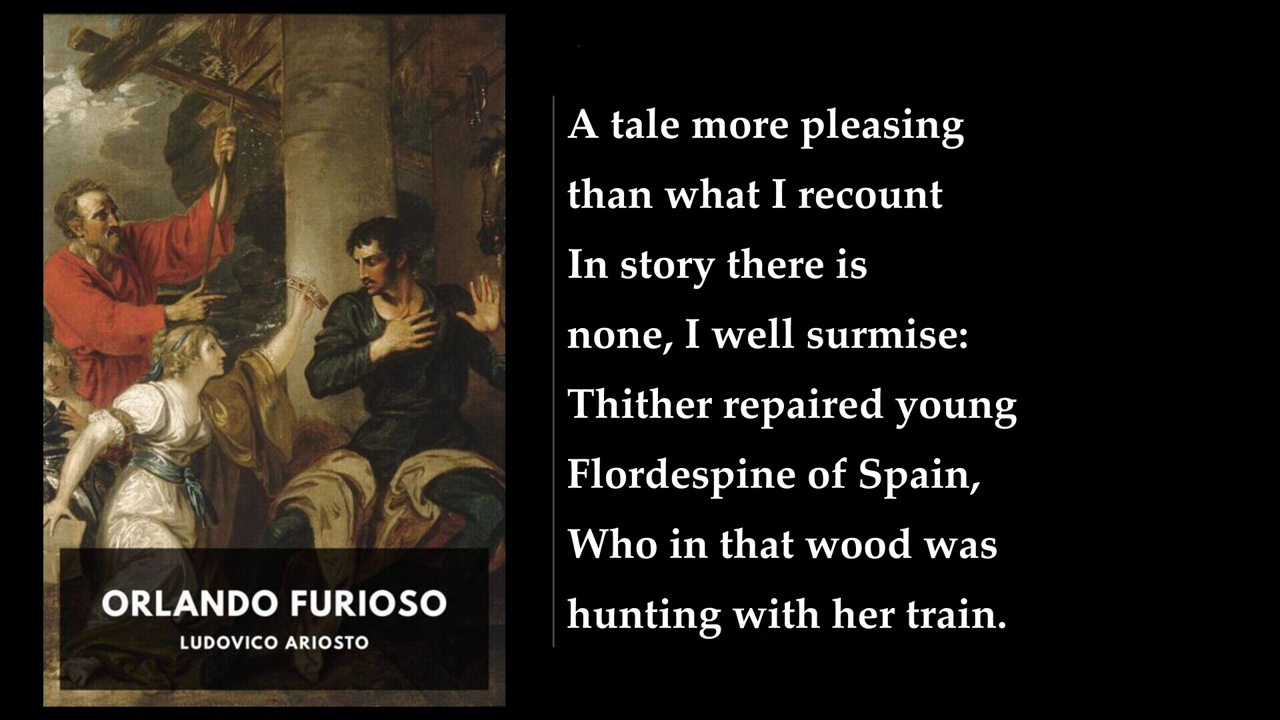 A tale more pleasing
than what I recount
In story there is
none, I well surmise:
Thither repaired young
Flordespine of Spain,
Who in that wood was
hunting with her train.
ORLANDO FURIOSO
LUDOVICO ARIOSTO